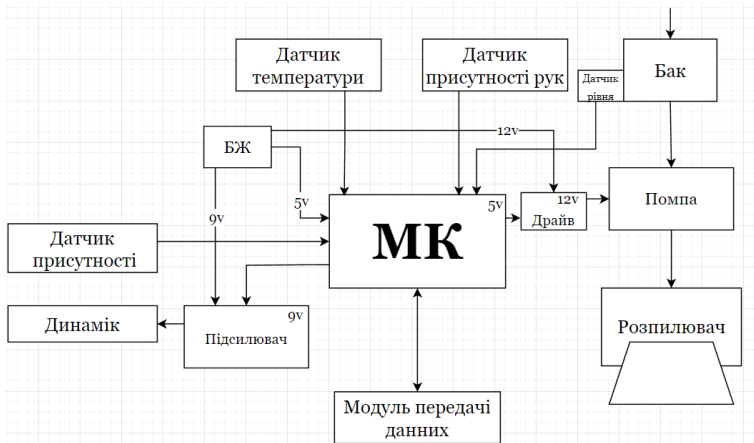 Датчик
температури
Датчик
присутності рук
Датчик
рівня
Бак
БЖ
12v
5v
9v
МК
5v
12v
Драйв
Помпа
Датчик
присутності
Динамік
9v
Підсилювач
Розпилювач
Модуль передачі
данних